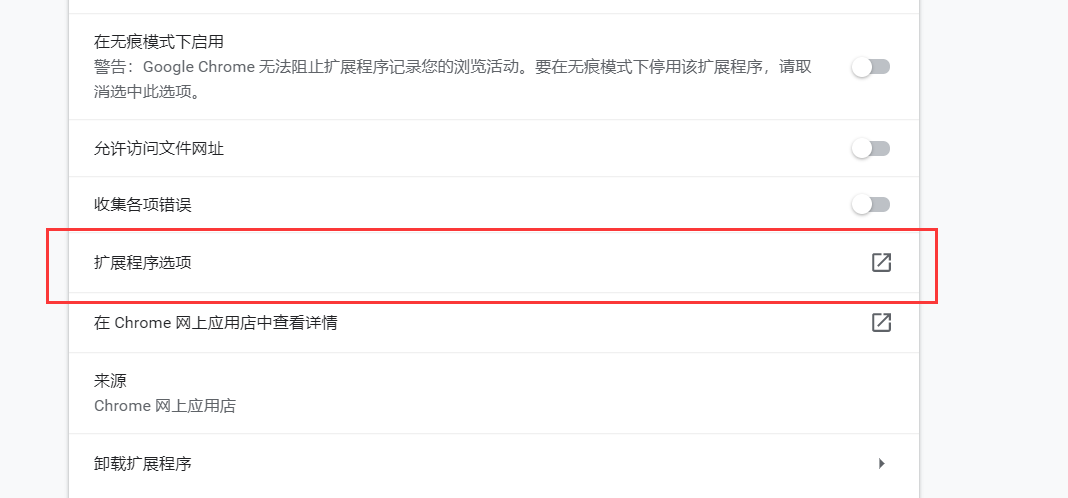 在无痕模式下启用
警告：Google Chrome 无法阻止扩展程序记录您的浏览活动。要在无痕模式下停用该扩展程序，请取
消选中此选项。
允许访问文件网址
收集各项错误
扩展程序选项
在 Chrome 网上应用店中查看详情
来源
Chrome 网上应用店
卸载扩展程序